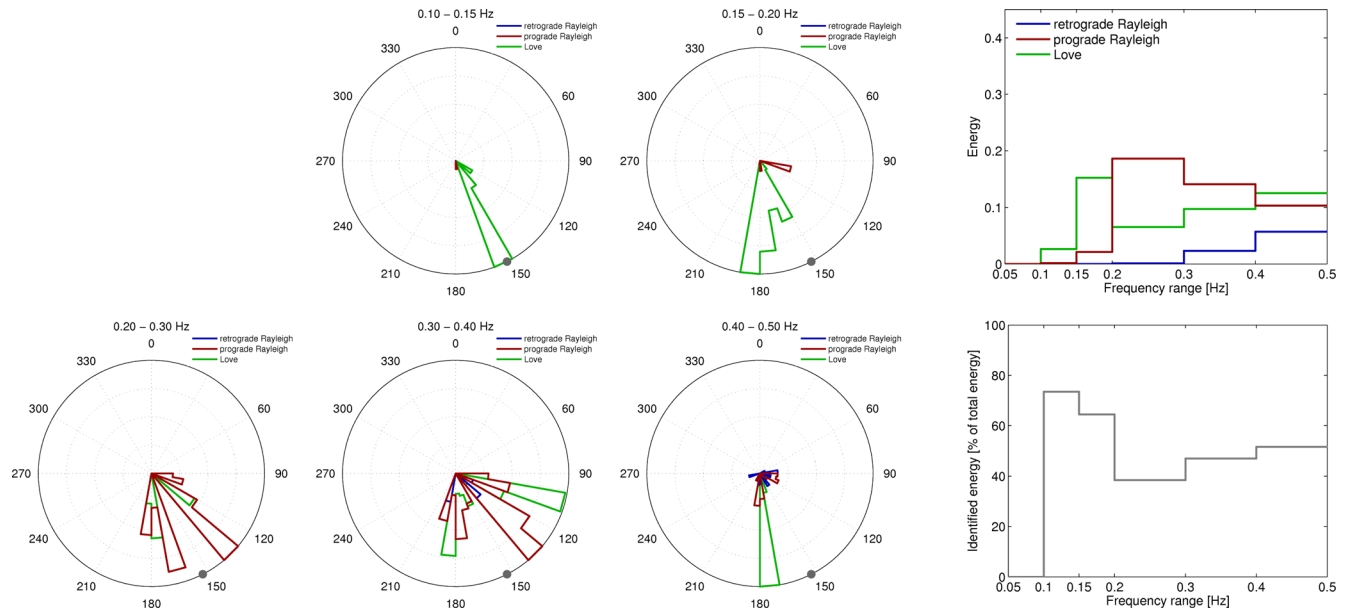 0.10 – 0.15 Hz
retrograde Rayleigh
prograde Rayleigh
Love
0
330
300
60
270
90
240
120
210
150
180
0.15 – 0.20 Hz
retrograde Rayleigh
prograde Rayleigh
Love
0
330
300
60
270
90
240
120
210
150
180
retrograde Rayleigh
prograde Rayleigh
Love
Energy
0.4
0.3
0.2
0.1
0
0.05
0.1
0.15
0.2
0.3
0.4
0.5
Frequency range [Hz]
0.20 – 0.30 Hz
retrograde Rayleigh
prograde Rayleigh
Love
0
330
300
60
270
90
240
120
210
150
180
0.30 – 0.40 Hz
retrograde Rayleigh
prograde Rayleigh
Love
0
330
300
60
270
90
240
120
210
150
180
0.40 – 0.50 Hz
retrograde Rayleigh
prograde Rayleigh
Love
0
330
300
60
270
90
240
120
210
150
180
Identified energy [% of total energy]
100
80
60
40
20
0
0.05
0.1
0.15
0.2
0.3
0.4
0.5
Frequency range [Hz]